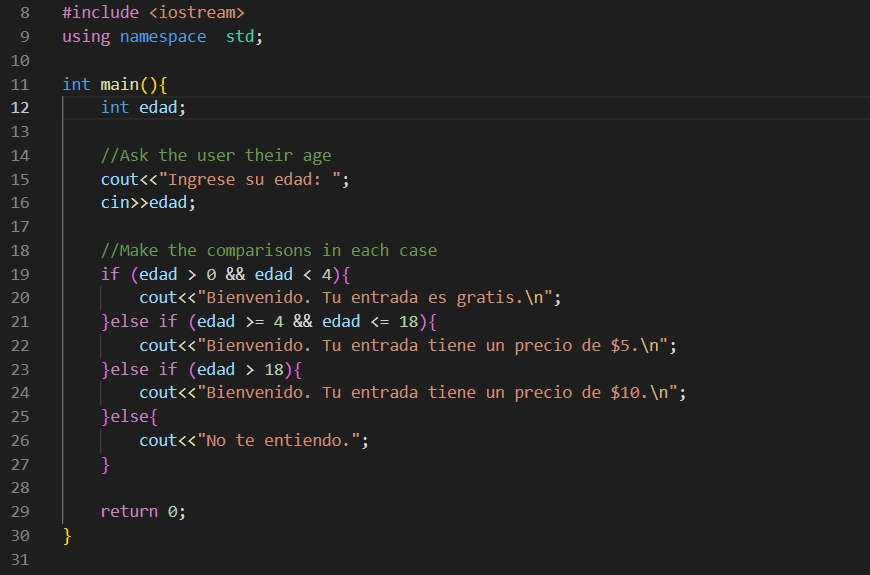 8 #include <iostream>
9 using namespace  std;
10
11 int main(){
12     int edad;
13
14     //Ask the user their age
15     cout<<"Ingrese su edad: ";
16     cin>>edad;
17
18     //Make the comparisons in each case
19     if (edad > 0 && edad < 4){
20         cout<<"Bienvenido. Tu entrada es gratis.\n";
21     }else if (edad >= 4 && edad <= 18){
22         cout<<"Bienvenido. Tu entrada tiene un precio de $5.\n";
23     }else if (edad > 18){
24         cout<<"Bienvenido. Tu entrada tiene un precio de $10.\n";
25     }else{
26         cout<<"No te entiendo.";
27     }
28
29     return 0;
30 }
31